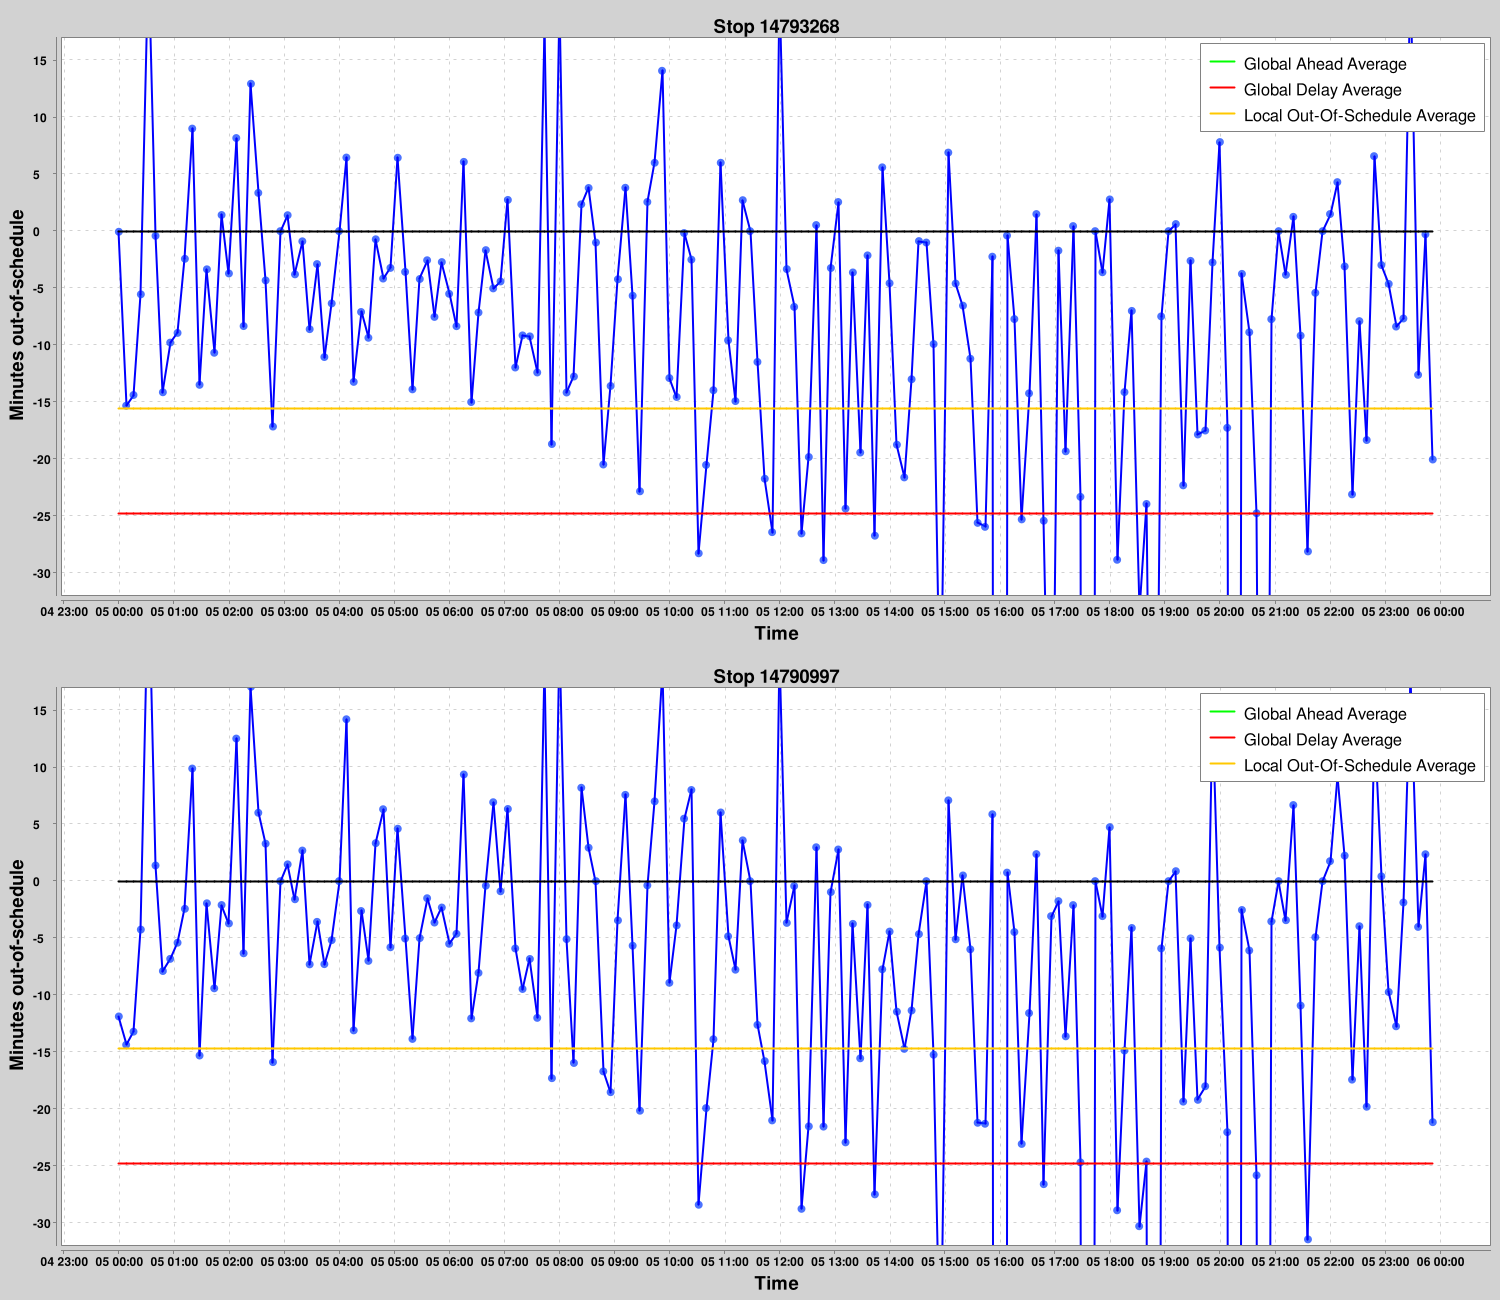 Stop 14793268
Global Ahead Average
Global Delay Average
Local Out-Of-Schedule Average
15
10
5
0
-5
-10
-15
-20
-25
-30
Minutes out-of-schedule
04 23:00 05 00:00 05 01:00 05 02:00 05 03:00 05 04:00 05 05:00 05 06:00 05 07:00 05 08:00 05 09:00 05 10:00 05 11:00 05 12:00 05 13:00 05 14:00 05 15:00 05 16:00 05 17:00 05 18:00 05 19:00 05 20:00 05 21:00 05 22:00 05 23:00 06 00:00
Time
Stop 14790997
Global Ahead Average
Global Delay Average
Local Out-Of-Schedule Average
15
10
5
0
-5
-10
-15
-20
-25
-30
Minutes out-of-schedule
04 23:00 05 00:00 05 01:00 05 02:00 05 03:00 05 04:00 05 05:00 05 06:00 05 07:00 05 08:00 05 09:00 05 10:00 05 11:00 05 12:00 05 13:00 05 14:00 05 15:00 05 16:00 05 17:00 05 18:00 05 19:00 05 20:00 05 21:00 05 22:00 05 23:00 06 00:00
Time